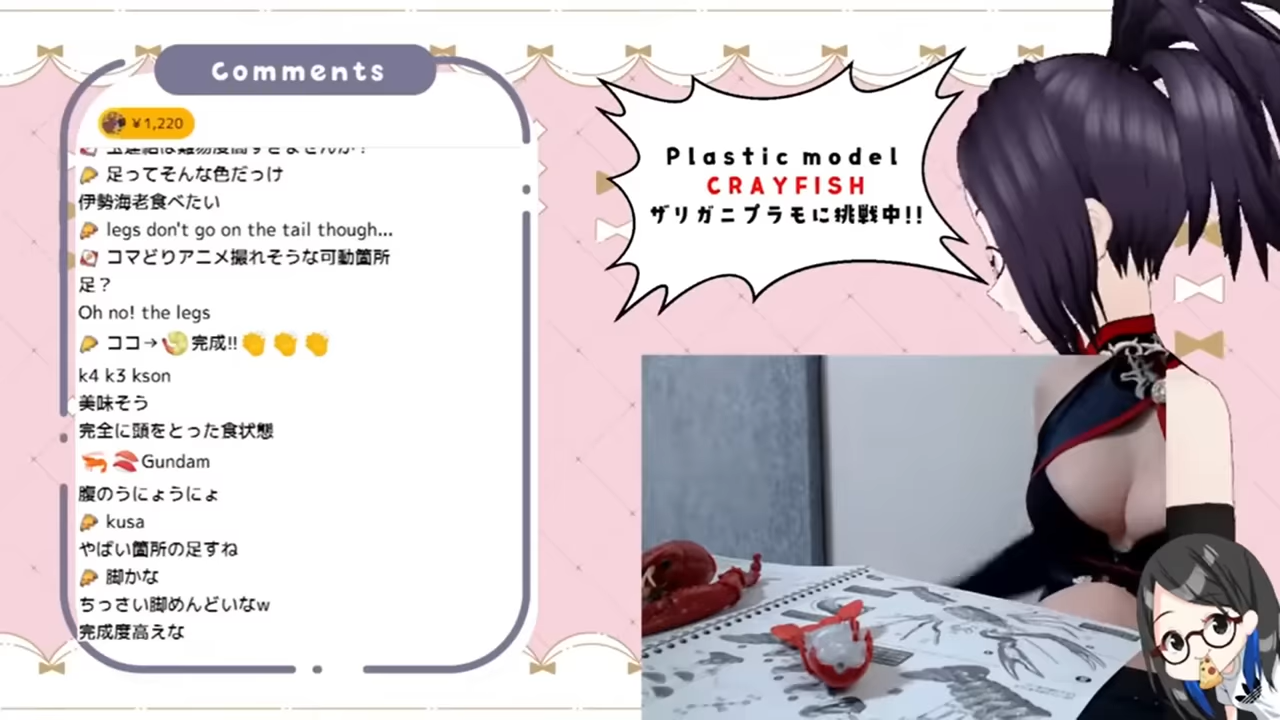 Comments
¥1,220
足ってそんな色だっけ
伊勢海老食べたい
legs don't go on the tail though...
コマどりアニメ撮れそうな可動箇所
足？
Oh no! the legs
ココ→🦐完成!!👏👏👏
k4 k3 kson
美味そう
完全に頭をとった食状態
🦐🍣Gundam
腹のうにょうにょ
kusa
やばい箇所の足すね
脚かな
ちっさい脚めんどいなw
完成度高えな
Plastic model
CRAYFISH
ザリガニプラモに挑戦中!!